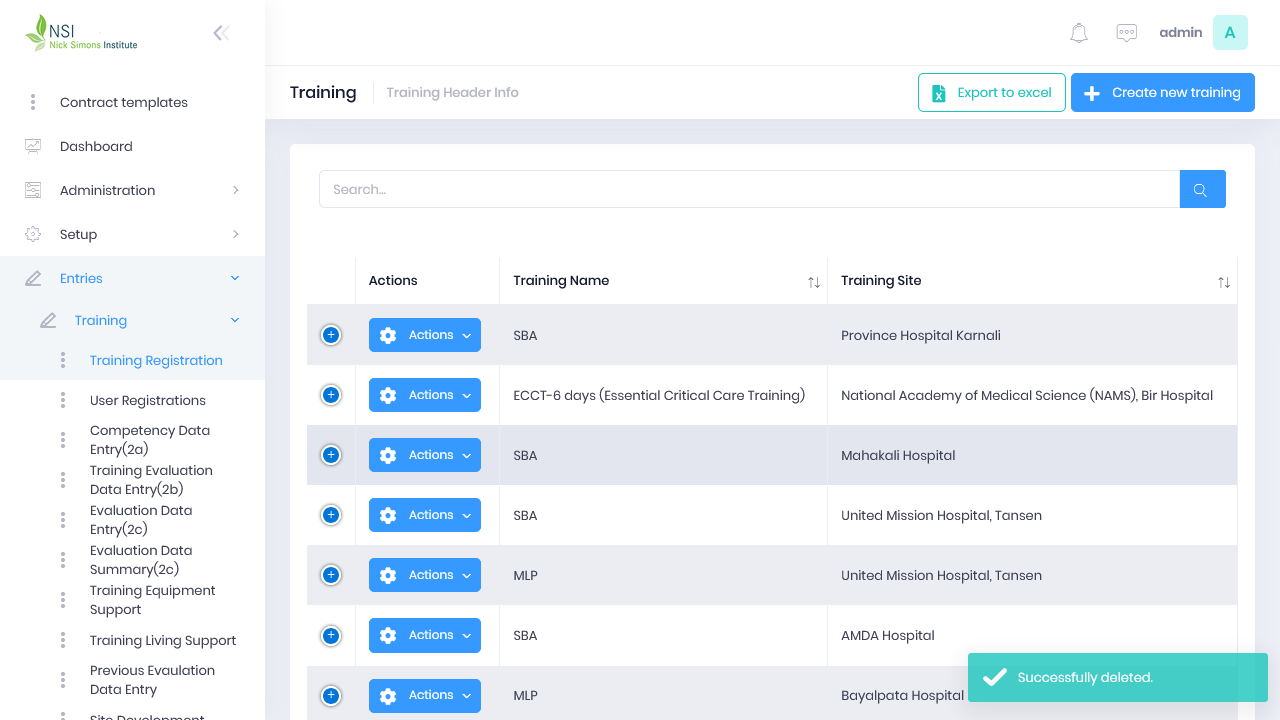 NSI
Nick Simons Institute
admin
A
Contract templates
Dashboard
Administration
Setup
Entries
Training
Training Registration
User Registrations
Competency Data
Entry(2a)
Training Evaluation
Data Entry(2b)
Evaluation Data
Entry(2c)
Evaluation Data
Summary(2c)
Training Equipment
Support
Training Living Support
Previous Evaulation
Data Entry
Site Development
Training
Training Header Info
Export to excel
Create new training
Search...
Actions Training Name Training Site
Actions SBA Province Hospital Karnali
Actions ECCT-6 days (Essential Critical Care Training) National Academy of Medical Science (NAMS), Bir Hospital
Actions SBA Mahakali Hospital
Actions SBA United Mission Hospital, Tansen
Actions MLP United Mission Hospital, Tansen
Actions SBA AMDA Hospital
Actions MLP Bayalpata Hospital
Successfully deleted.